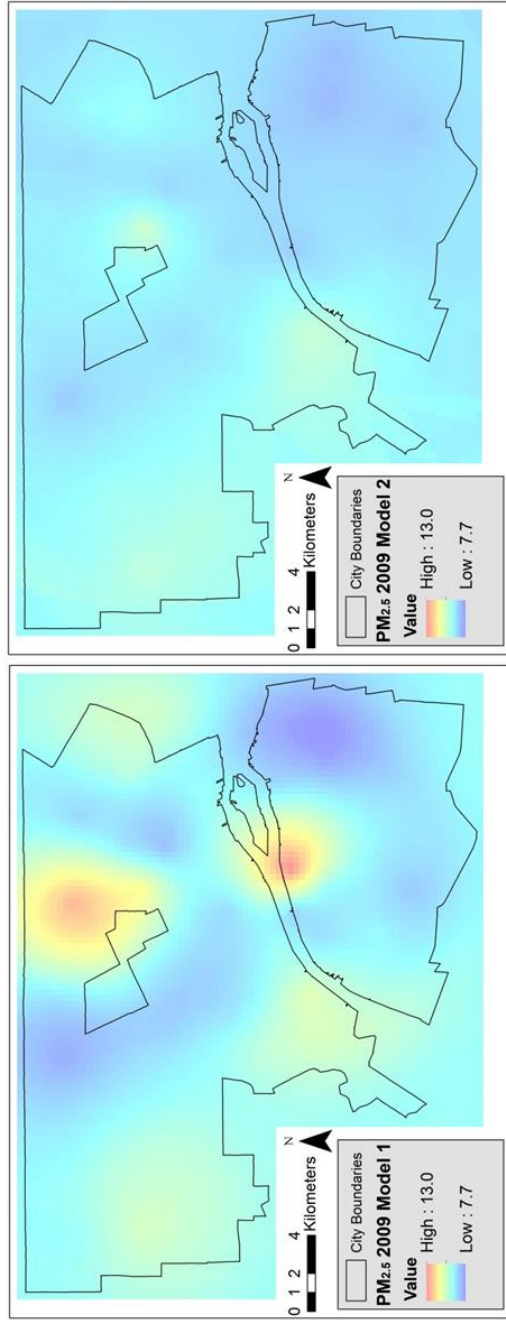 N
0 1 2 4
Kilometers
City Boundaries
PM2.5 2009 Model 1
Value
High : 13.0
Low : 7.7
N
0 1 2 4
Kilometers
City Boundaries
PM2.5 2009 Model 2
Value
High : 13.0
Low : 7.7